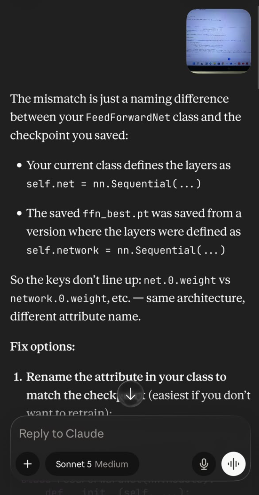 The mismatch is just a naming difference
between your FeedForwardNet class and the
checkpoint you saved:
• Your current class defines the layers as
self.net = nn.Sequential(...)
• The saved ffn_best.pt was saved from a
version where the layers were defined as
self.network = nn.Sequential(...)
So the keys don't line up: net.0.weight vs
network.0.weight, etc. — same architecture,
different attribute name.
Fix options:
1. Rename the attribute in your class to
match the (easiest if you don't
want to retrain):
Reply to Claude
Sonnet 5 Medium